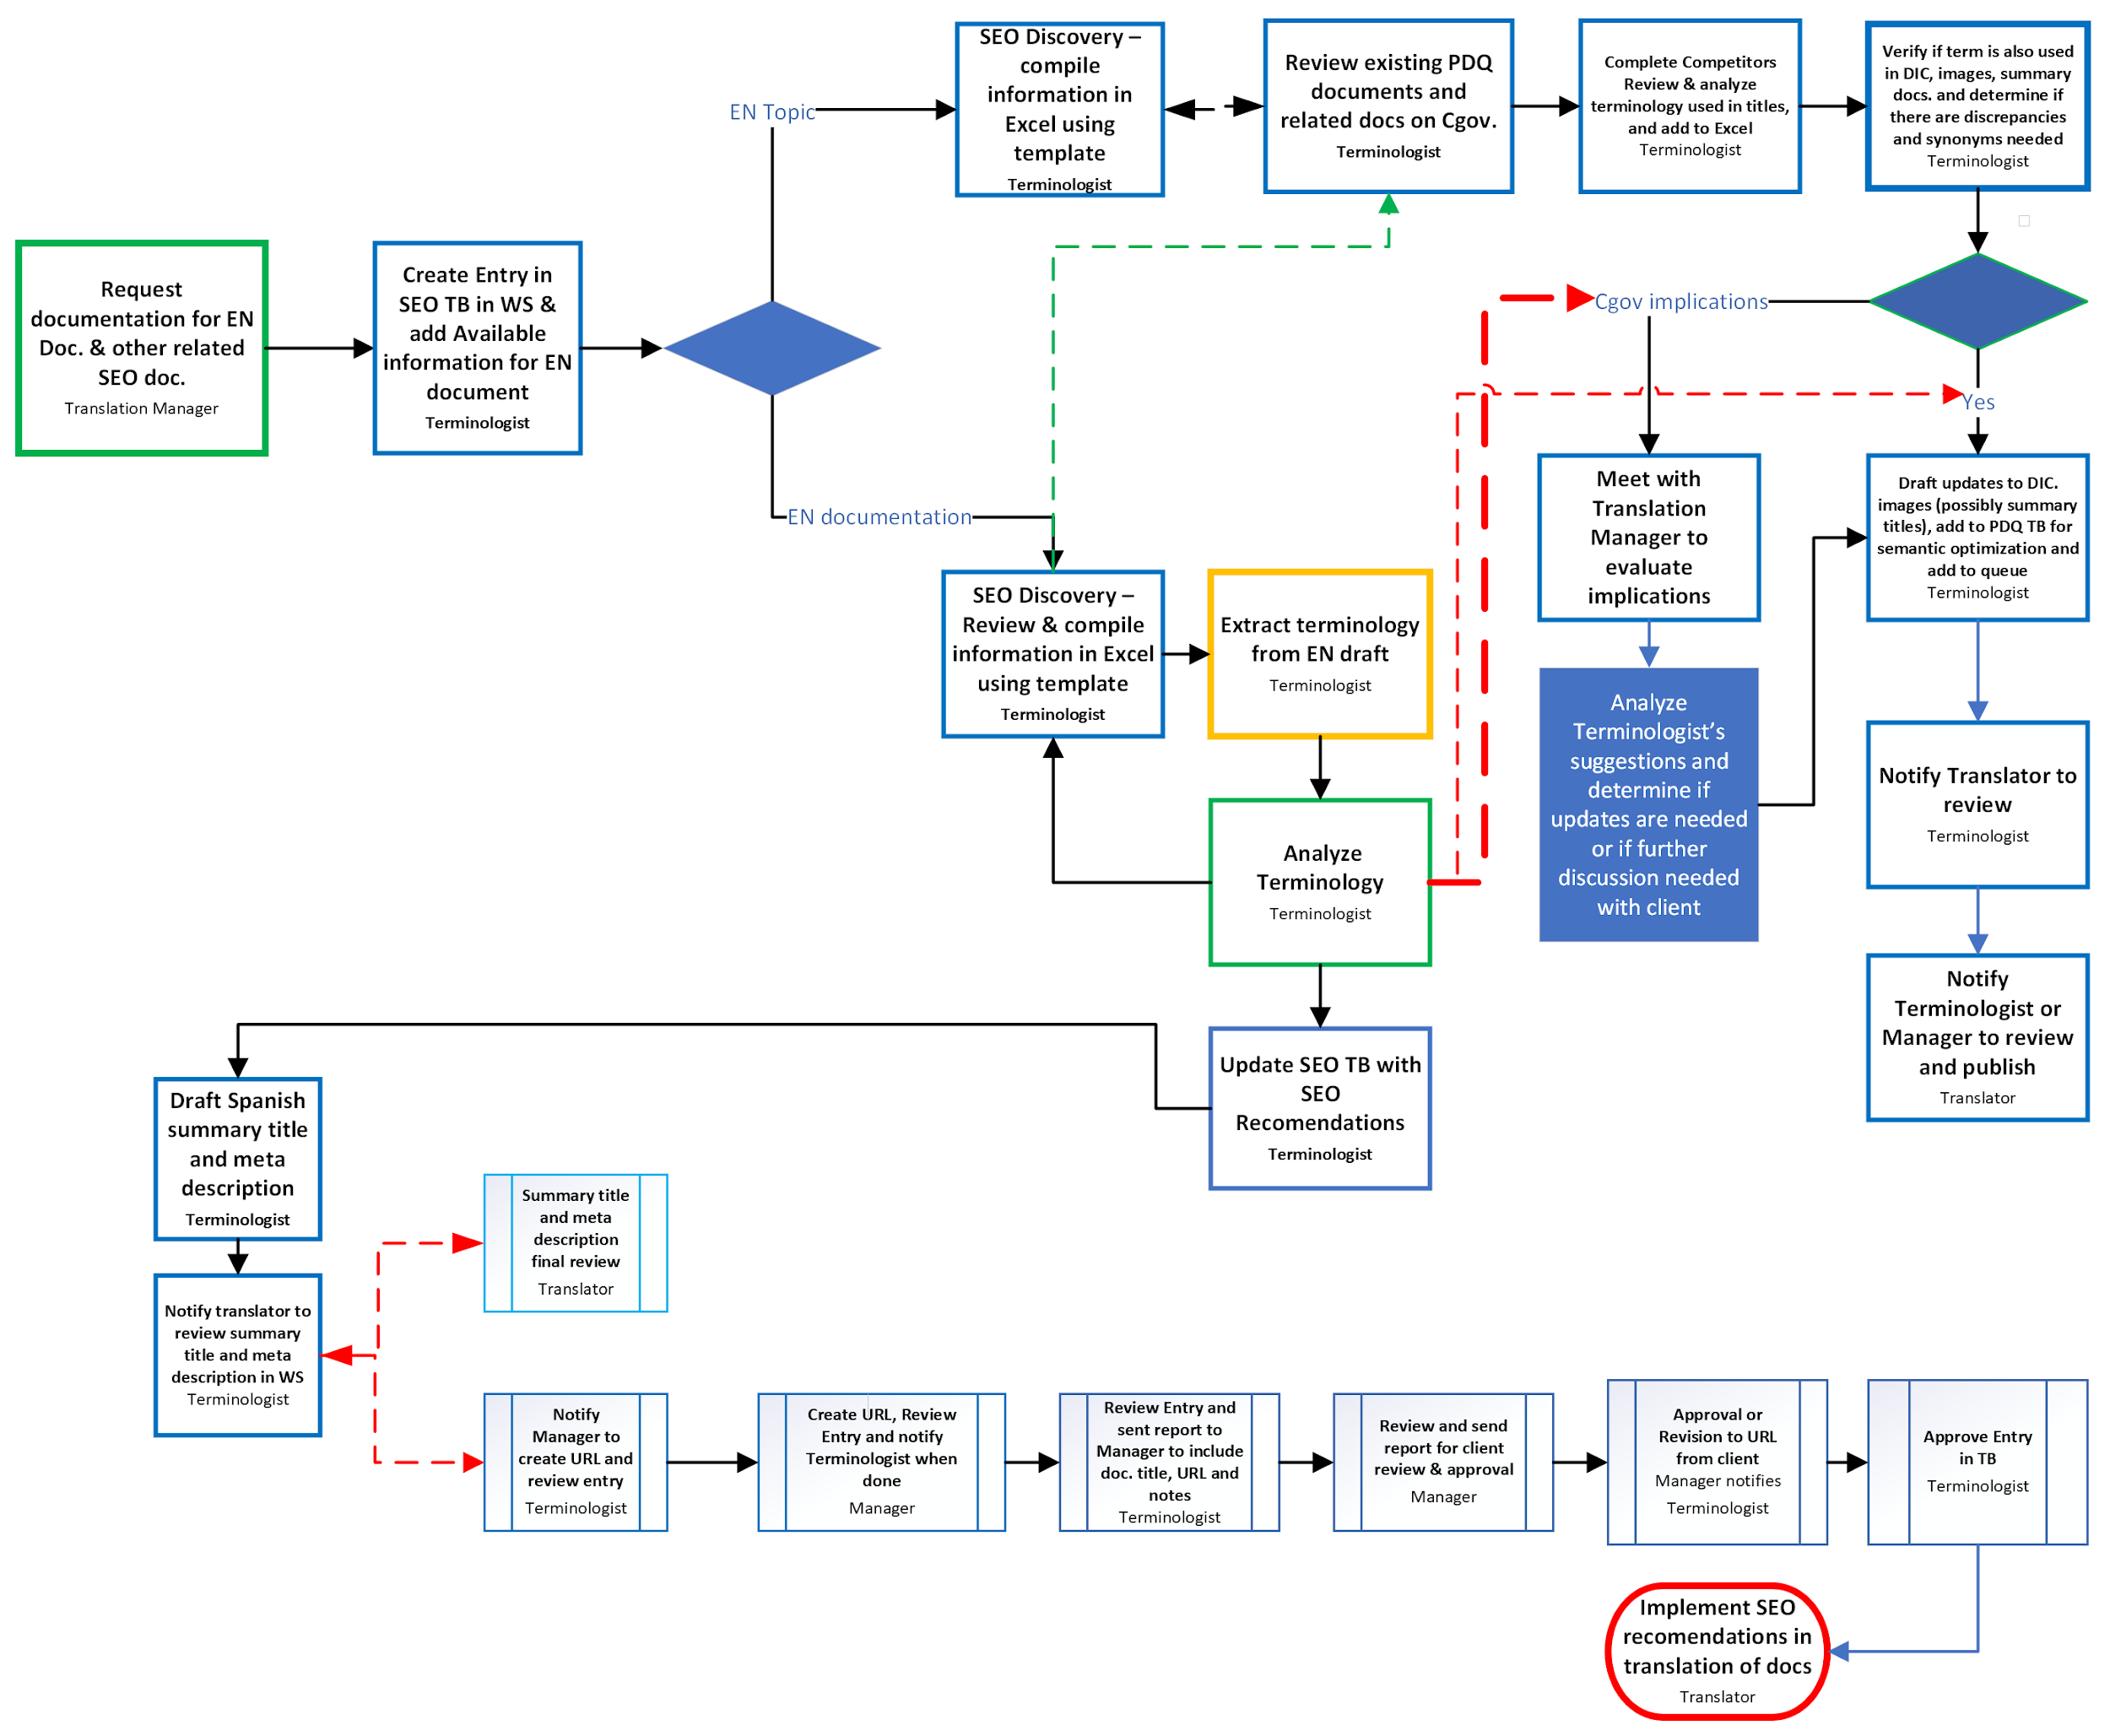 SEO Discovery –
compile
information in
Excel using
template
Terminologist
Review existing PDQ
documents and
related docs on Cgov.
Terminologist
Complete Competitors
Review & analyze
terminology used in titles,
and add to Excel
Terminologist
Verify if term is also used
in DIC, images, summary
docs. and determine if
there are discrepancies
and synonyms needed
Terminologist
EN Topic
Request
documentation for EN
Doc. & other related
SEO doc.
Translation Manager
Create Entry in
SEO TB in WS &
add Available
information for EN
document
Terminologist
Cgov implications
Yes
EN documentation
Meet with
Translation
Manager to
evaluate
implications
Draft updates to DIC.
images (possibly summary
titles), add to PDQ TB for
semantic optimization and
add to queue
Terminologist
SEO Discovery –
Review & compile
information in Excel
using template
Terminologist
Extract terminology
from EN draft
Terminologist
Analyze
Terminologist’s
suggestions and
determine if
updates are needed
or if further
discussion needed
with client
Notify Translator to
review
Terminologist
Analyze
Terminology
Terminologist
Notify
Terminologist or
Manager to review
and publish
Translator
Update SEO TB with
SEO
Recomendations
Terminologist
Draft Spanish
summary title
and meta
description
Terminologist
Summary title
and meta
description
final review
Translator
Notify translator to
review summary
title and meta
description in WS
Terminologist
Notify
Manager to
create URL and
review entry
Terminologist
Create URL, Review
Entry and notify
Terminologist when
done
Manager
Review Entry and
sent report to
Manager to include
doc. title, URL and
notes
Terminologist
Review and send
report for client
review & approval
Manager
Approval or
Revision to URL
from client
Manager notifies
Terminologist
Approve Entry
in TB
Terminologist
Implement SEO
recomendations in
translation of docs
Translator